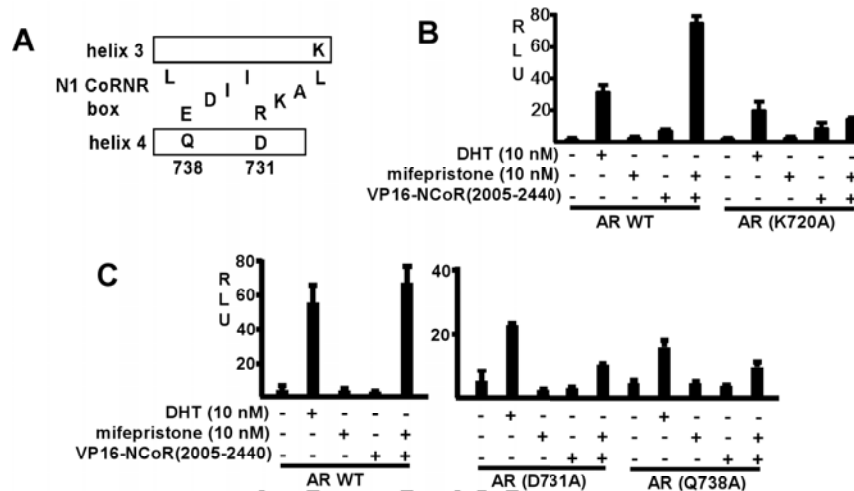 A
helix 3 K
N1 CoRNR box
L E D I I R K A L
helix 4 Q D
738 731
B
RLU
80
60
40
20
DHT (10 nM) - + - - - - + - - -
mifepristone (10 nM) - - + - + - - + - +
VP16-NCoR(2005-2440) - - - + + - - - + +
AR WT AR (K720A)
C
RLU
80
60
40
20
40
20
DHT (10 nM) - + - - - - + - - - - + - - -
mifepristone (10 nM) - - + - + - - + - + - - + - +
VP16-NCoR(2005-2440) - - - + + - - - + + - - - + +
AR WT AR (D731A) AR (Q738A)